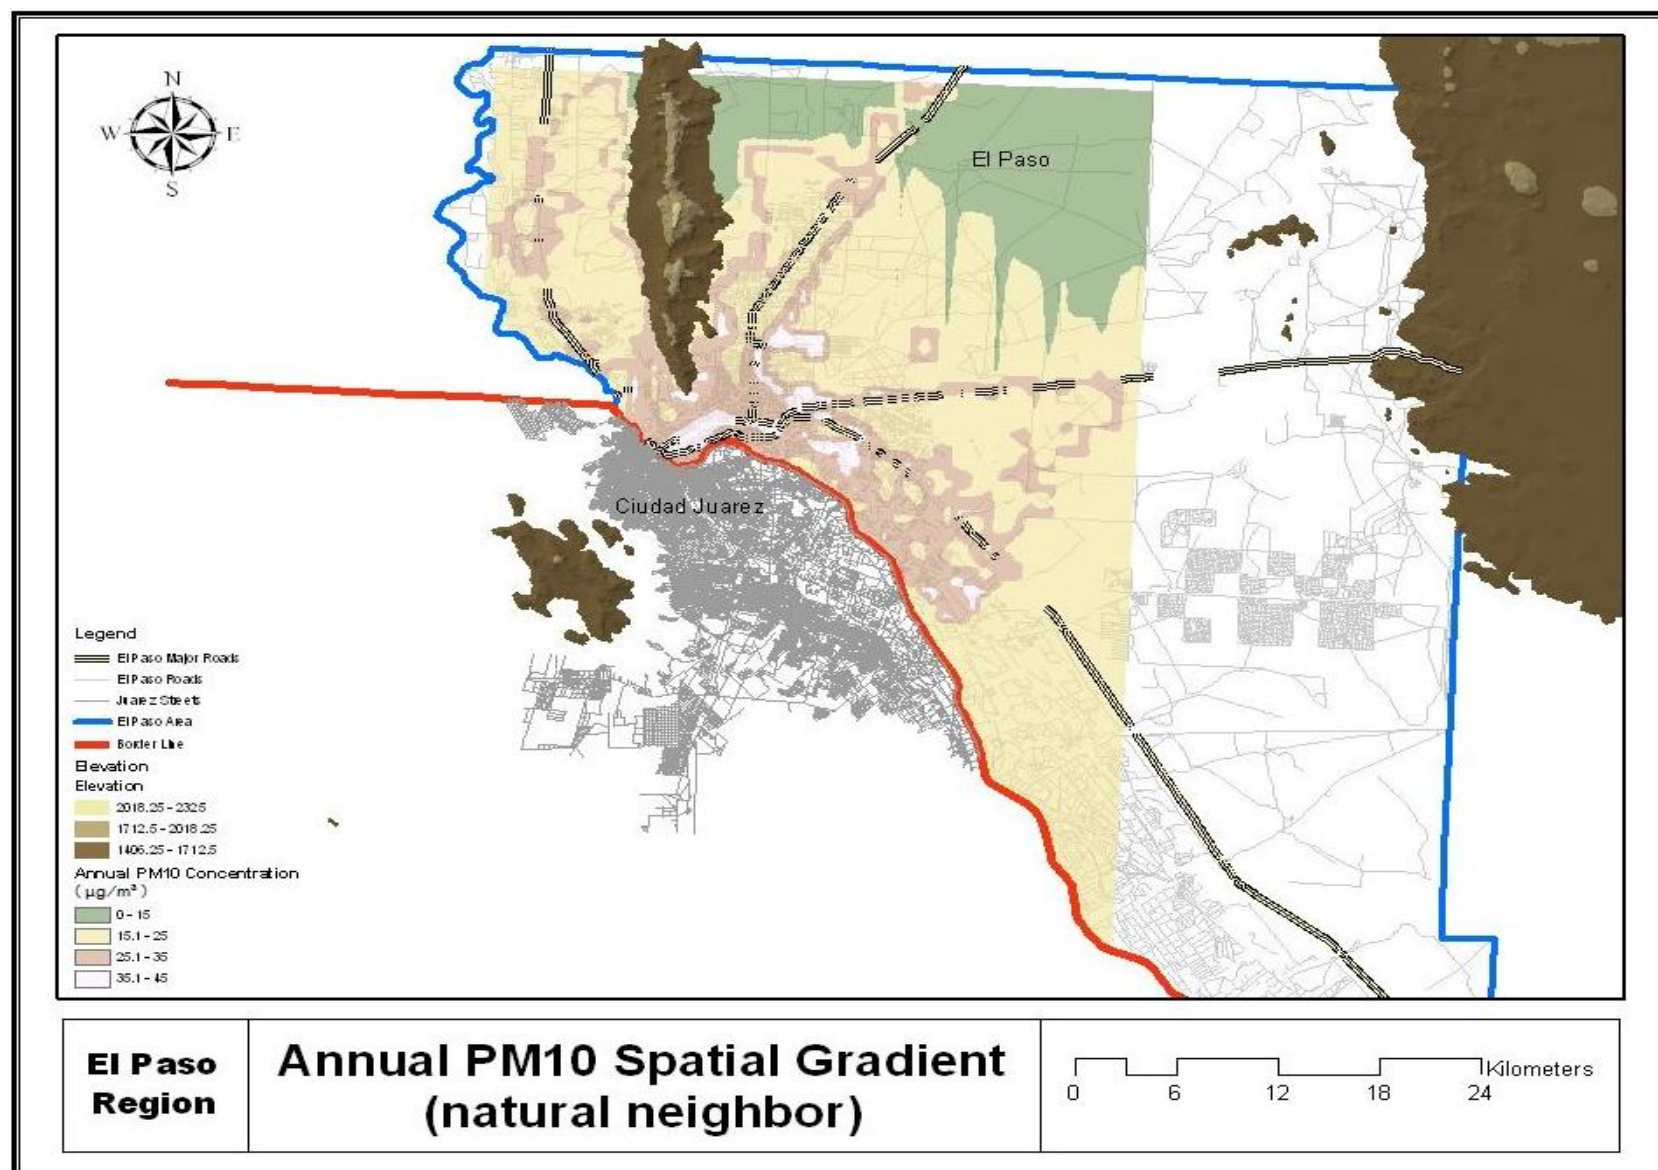 N
W E
S
El Paso
Ciudad Juarez
Legend
El Paso Major Roads
El Paso Roads
Juarez Streets
El Paso Area
Border Line
Elevation
Elevation
2018.25 - 2325
1712.5 - 2018.25
1406.25 - 1712.5
Annual PM10 Concentration
( µg/m³ )
0 - 15
15.1 - 25
25.1 - 35
35.1 - 45
El Paso
Region
Annual PM10 Spatial Gradient
(natural neighbor)
Kilometers
0 6 12 18 24